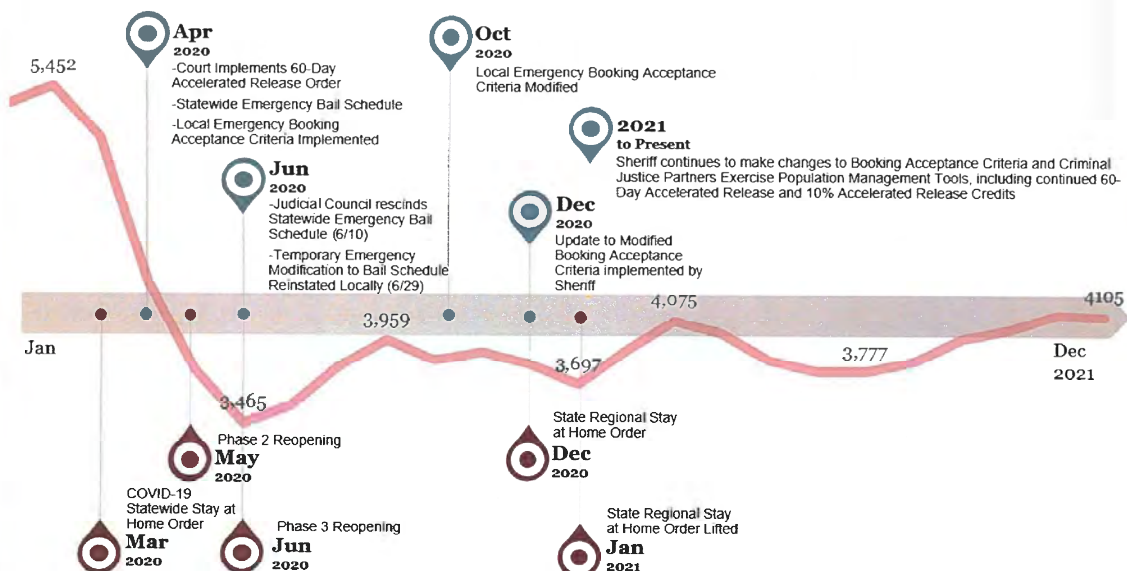 Apr
2020
-Court Implements 60-Day
Accelerated Release Order
-Statewide Emergency Bail Schedule
-Local Emergency Booking
Acceptance Criteria Implemented
Oct
2020
Local Emergency Booking Acceptance
Criteria Modified
5,452
2021
to Present
Sheriff continues to make changes to Booking Acceptance Criteria and Criminal
Justice Partners Exercise Population Management Tools, including continued 60-
Day Accelerated Release and 10% Accelerated Release Credits
Jun
2020
-Judicial Council rescinds
Statewide Emergency Bail
Schedule (6/10)
-Temporary Emergency
Modification to Bail Schedule
Reinstated Locally (6/29)
Dec
2020
Update to Modified
Booking Acceptance
Criteria implemented by
Sheriff
4,075
4105
3,959
Jan
3,777
Dec
2021
3,697
3,465
State Regional Stay
at Home Order
Dec
2020
Phase 2 Reopening
May
2020
COVID-19
Statewide Stay at
Home Order
Mar
2020
Phase 3 Reopening
Jun
2020
State Regional Stay
at Home Order Lifted
Jan
2021